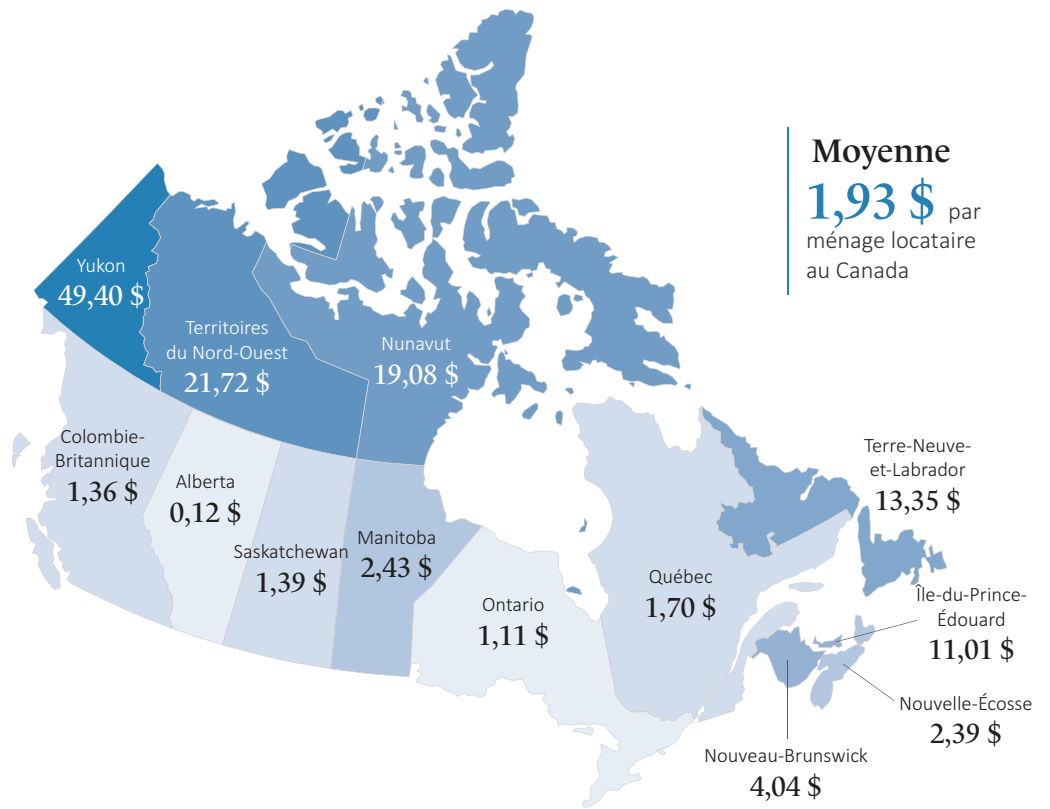 Moyenne
1,93 $ par
ménage locataire
au Canada
Yukon
49,40 $
Territoires
du Nord-Ouest
21,72 $
Nunavut
19,08 $
Colombie-
Britannique
1,36 $
Alberta
0,12 $
Saskatchewan
1,39 $
Manitoba
2,43 $
Ontario
1,11 $
Québec
1,70 $
Terre-Neuve-
et-Labrador
13,35 $
Île-du-Prince-
Édouard
11,01 $
Nouvelle-Écosse
2,39 $
Nouveau-Brunswick
4,04 $